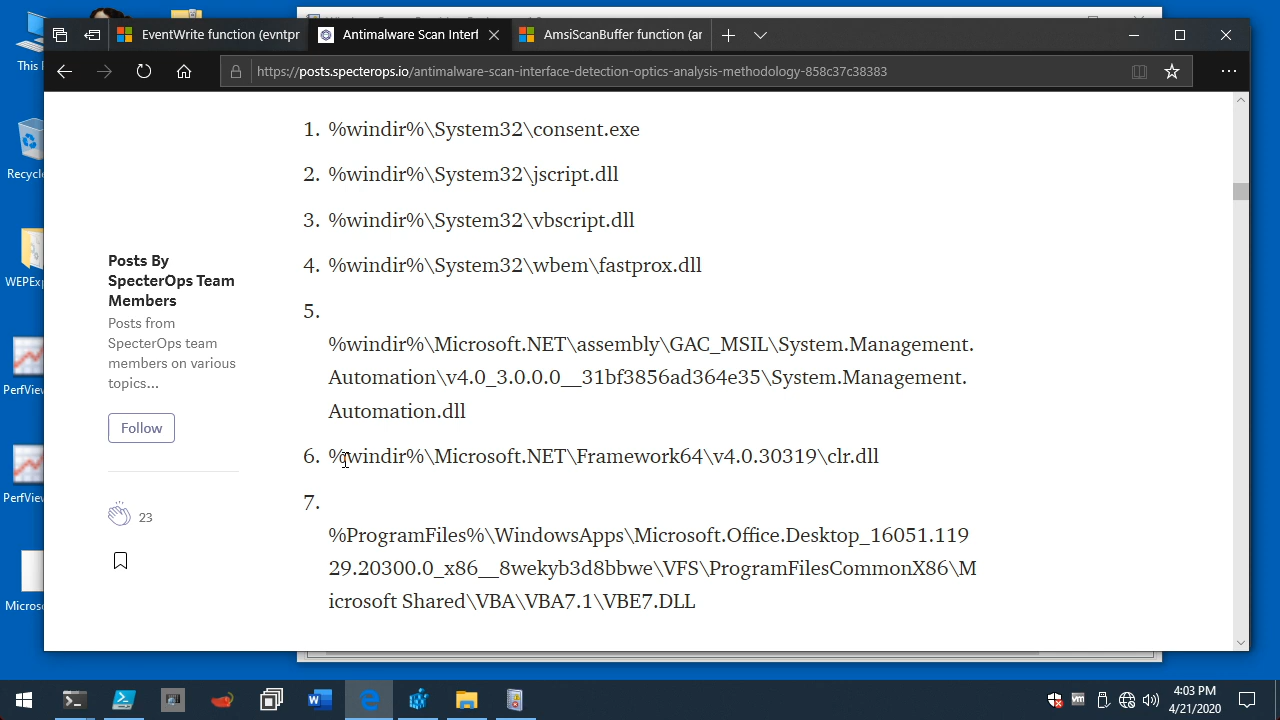 EventWrite function (evntpr
Antimalware Scan Interf
AmsiScanBuffer function (ar
https://posts.specterops.io/antimalware-scan-interface-detection-optics-analysis-methodology-858c37c38383
This
Recycle
WEPExp
PerfView
PerfView
Microso
Posts By
SpecterOps Team
Members
Posts from
SpecterOps team
members on various
topics...
Follow
23
1. %windir%\System32\consent.exe
2. %windir%\System32\jscript.dll
3. %windir%\System32\vbscript.dll
4. %windir%\System32\wbem\fastprox.dll
5.
%windir%\Microsoft.NET\assembly\GAC_MSIL\System.Management.
Automation\v4.0_3.0.0.0__31bf3856ad364e35\System.Management.
Automation.dll
6. %windir%\Microsoft.NET\Framework64\v4.0.30319\clr.dll
7.
%ProgramFiles%\WindowsApps\Microsoft.Office.Desktop_16051.119
29.20300.0_x86__8wekyb3d8bbwe\VFS\ProgramFilesCommonX86\M
icrosoft Shared\VBA\VBA7.1\VBE7.DLL
4:03 PM
4/21/2020